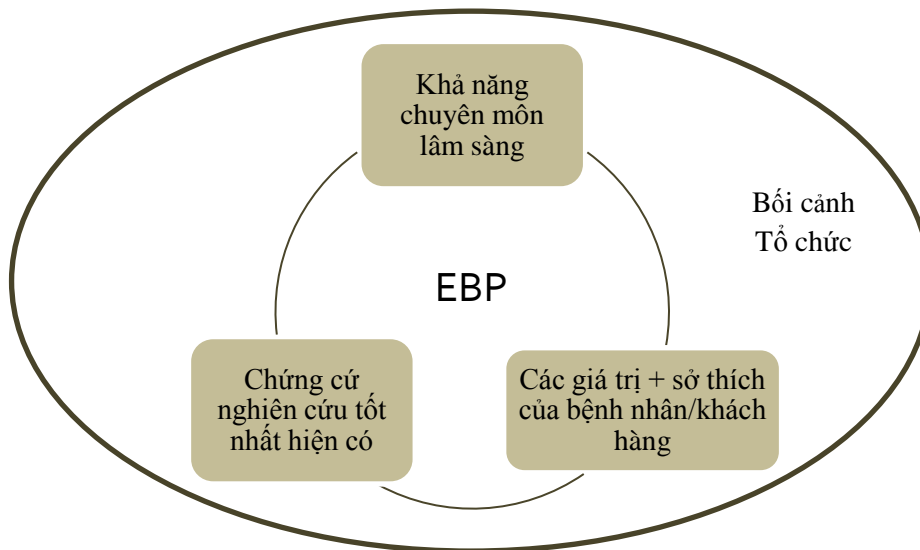 Khả năng
chuyên môn
lâm sàng
Bối cảnh
Tổ chức
EBP
Chứng cứ
nghiên cứu tốt
nhất hiện có
Các giá trị + sở thích
của bệnh nhân/khách
hàng